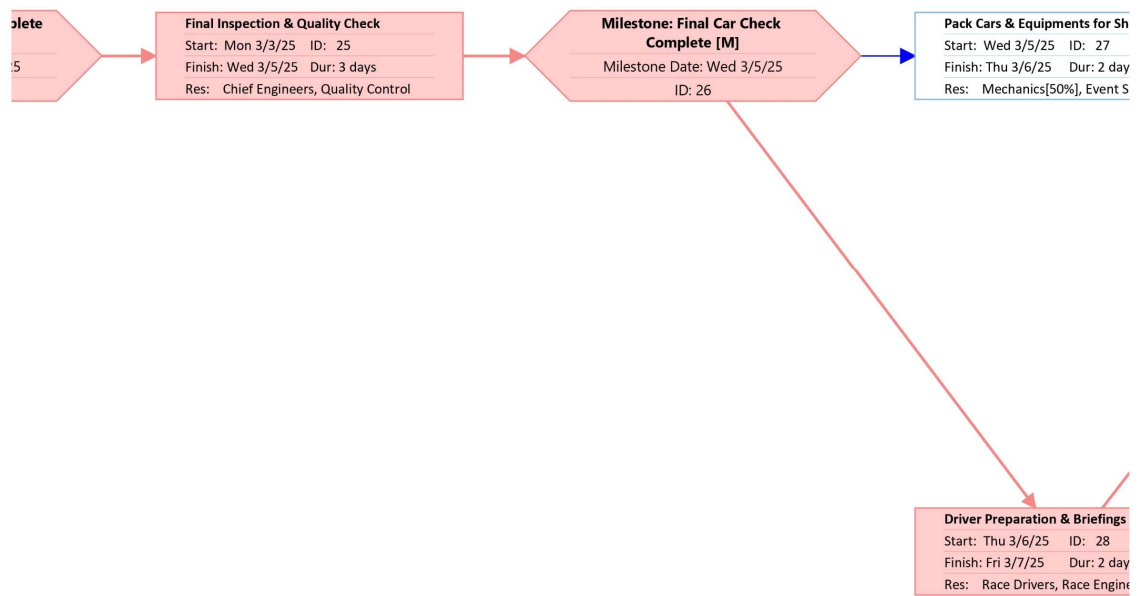 plete
25
Final Inspection & Quality Check
Start: Mon 3/3/25 ID: 25
Finish: Wed 3/5/25 Dur: 3 days
Res: Chief Engineers, Quality Control
Milestone: Final Car Check
Complete [M]
Milestone Date: Wed 3/5/25
ID: 26
Pack Cars & Equipments for Sh
Start: Wed 3/5/25 ID: 27
Finish: Thu 3/6/25 Dur: 2 day
Res: Mechanics[50%], Event S
Driver Preparation & Briefings
Start: Thu 3/6/25 ID: 28
Finish: Fri 3/7/25 Dur: 2 day
Res: Race Drivers, Race Engine